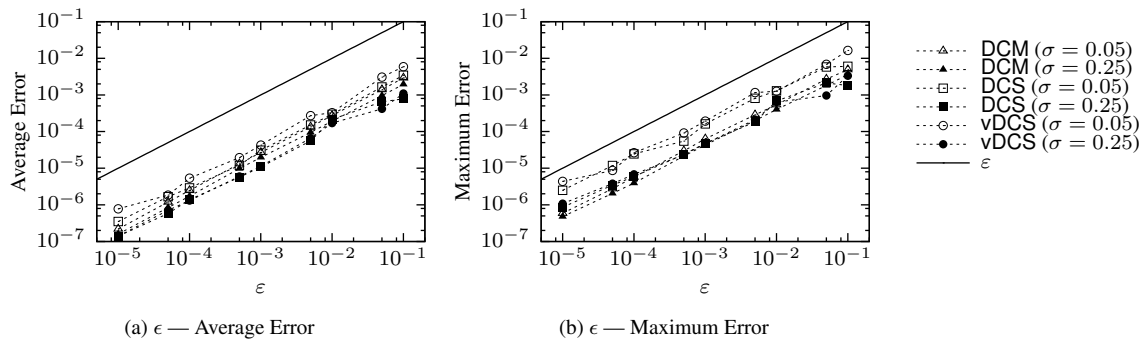 10⁻¹
10⁻²
10⁻³
10⁻⁴
10⁻⁵
10⁻⁶
10⁻⁷
Average Error
10⁻⁵ 10⁻⁴ 10⁻³ 10⁻² 10⁻¹
ε
(a) ϵ — Average Error
10⁻¹
10⁻²
10⁻³
10⁻⁴
10⁻⁵
10⁻⁶
10⁻⁷
Maximum Error
10⁻⁵ 10⁻⁴ 10⁻³ 10⁻² 10⁻¹
ε
(b) ϵ — Maximum Error
DCM (σ = 0.05)
DCM (σ = 0.25)
DCS (σ = 0.05)
DCS (σ = 0.25)
vDCS (σ = 0.05)
vDCS (σ = 0.25)
ε